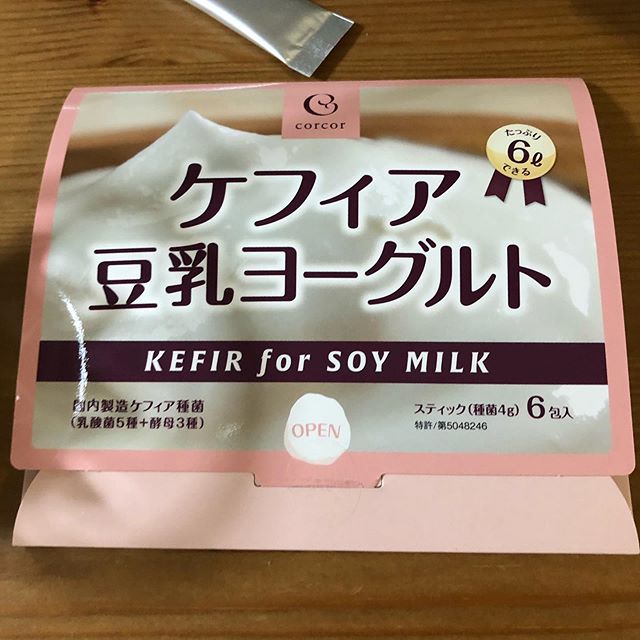 corcor
たっぷり
6ℓ
できる
ケフィア
豆乳ヨーグルト
KEFIR for SOY MILK
国内製造ケフィア種菌
(乳酸菌5種+酵母3種)
OPEN
スティック(種菌4g) 6包入
特許/第5048246